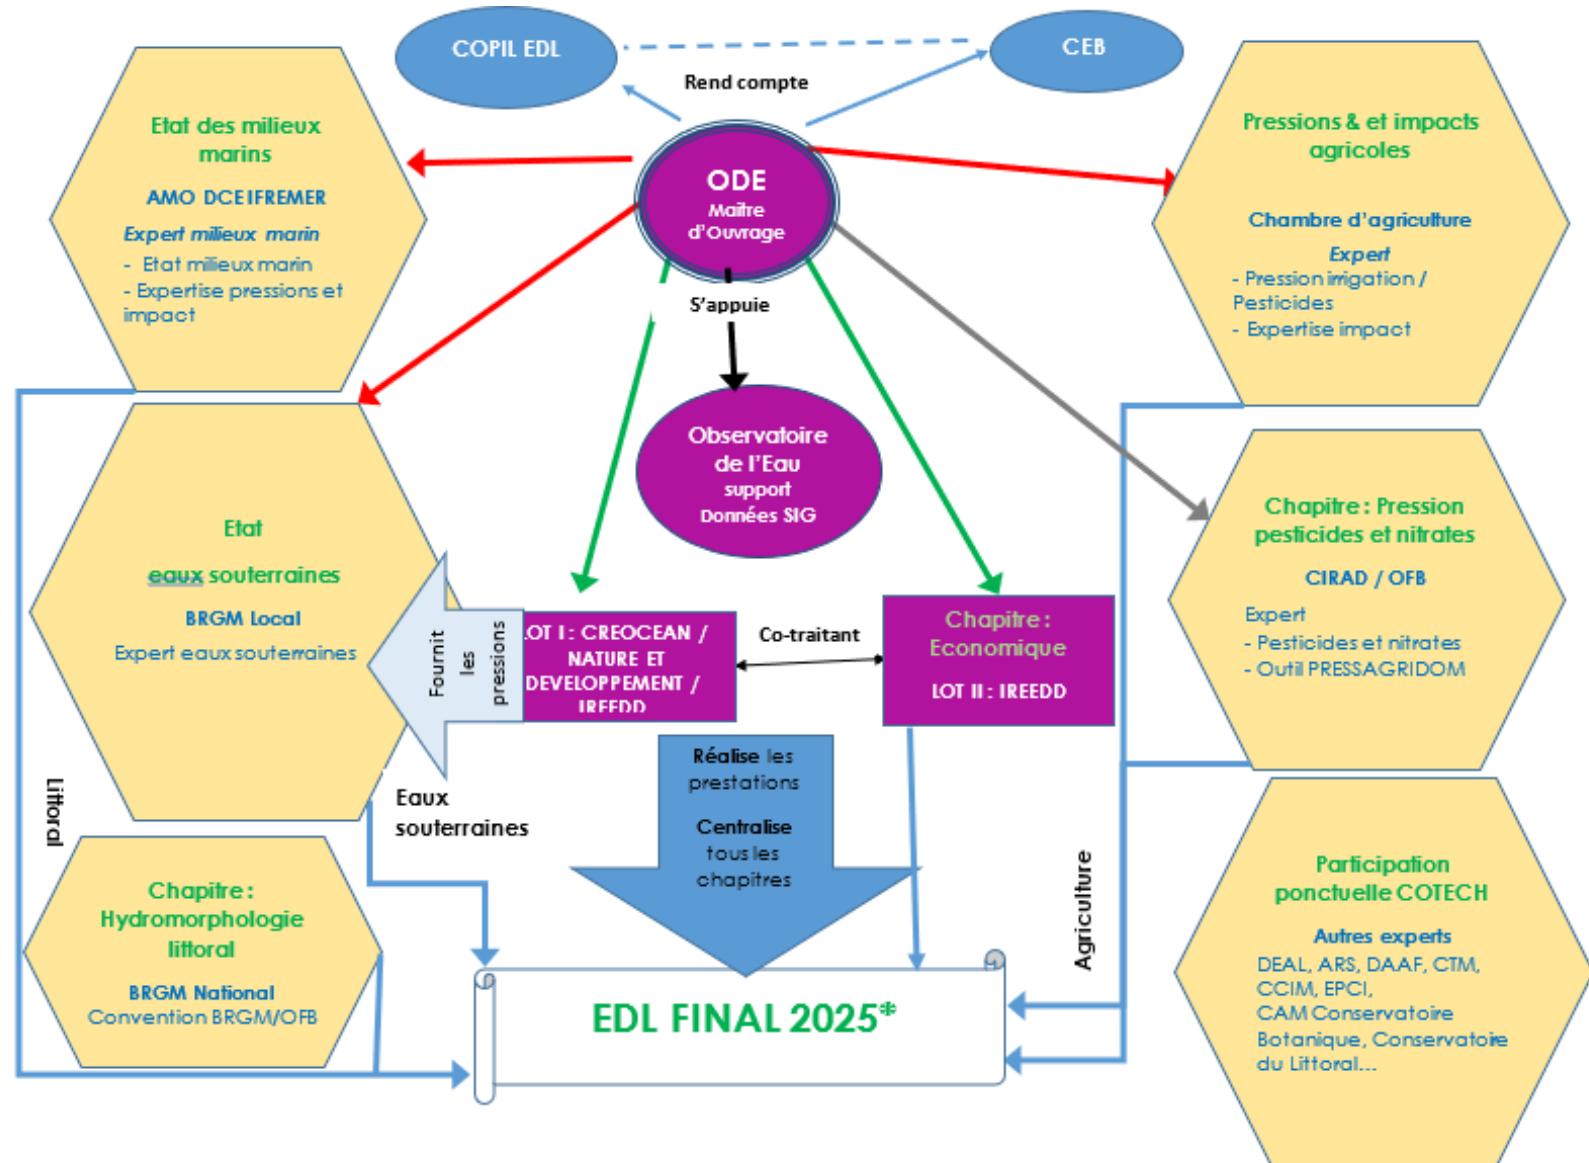 COPIL EDL
CEB
Rend compte
Etat des milieux
marins
AMO DCE IFREMER
Expert milieux marin
- Etat milieux marin
- Expertise pressions et
impact
ODE
Maître
d'Ouvrage
Pressions & et impacts
agricoles
Chambre d'agriculture
Expert
- Pression irrigation /
Pesticides
- Expertise impact
S'appuie
Observatoire
de l'Eau
support
Données SIG
Etat
eaux souterraines
BRGM Local
Expert eaux souterraines
Fournit
les
pressions
LOT I : CREOCEAN /
NATURE ET
DEVELOPPEMENT /
IREEDD
Co-traitant
Chapitre :
Economique
LOT II : IREEDD
Chapitre : Pression
pesticides et nitrates
CIRAD / OFB
Expert
- Pesticides et nitrates
- Outil PRESSAGRIDOM
Réalise les
prestations
Centralise
tous les
chapitres
Littoral
Eaux
souterraines
Agriculture
Chapitre :
Hydromorphologie
littoral
BRGM National
Convention BRGM/OFB
Participation
ponctuelle COTECH
Autres experts
DEAL, ARS, DAAF, CTM,
CCIM, EPCI,
CAM Conservatoire
Botanique, Conservatoire
du Littoral...
EDL FINAL 2025*